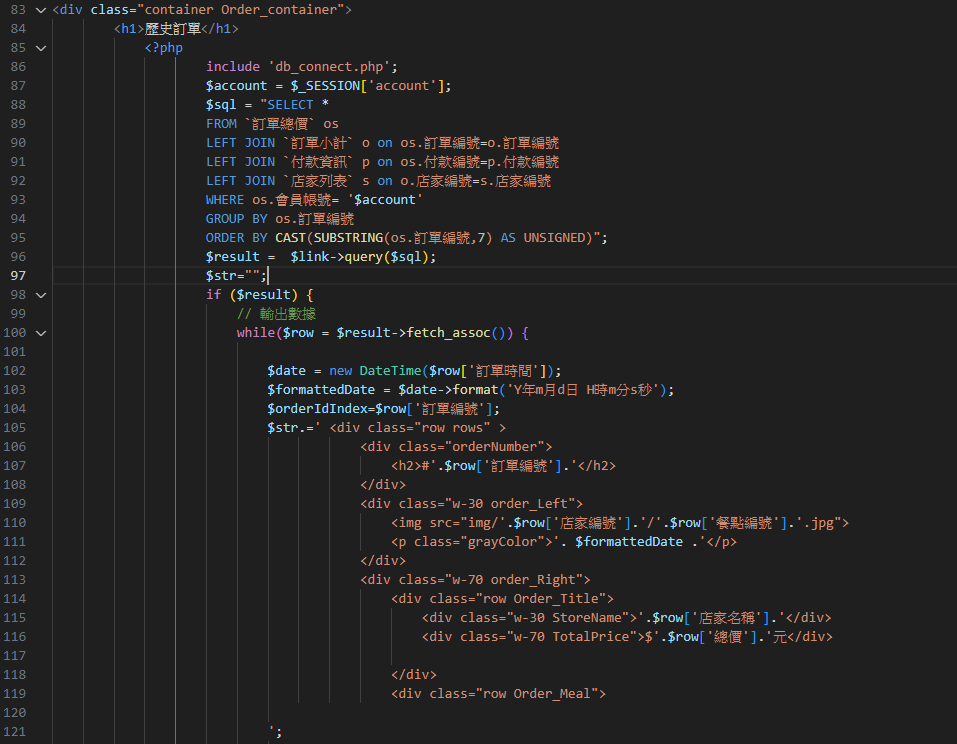 83 <div class="container Order_container">
84 <h1>歷史訂單</h1>
85 <?php
86 include 'db_connect.php';
87 $account = $_SESSION['account'];
88 $sql = "SELECT *
89 FROM `訂單總價` os
90 LEFT JOIN `訂單小計` o on os.訂單編號=o.訂單編號
91 LEFT JOIN `付款資訊` p on os.付款編號=p.付款編號
92 LEFT JOIN `店家列表` s on o.店家編號=s.店家編號
93 WHERE os.會員帳號= '$account'
94 GROUP BY os.訂單編號
95 ORDER BY CAST(SUBSTRING(os.訂單編號,7) AS UNSIGNED)";
96 $result =  $link->query($sql);
97 $str="";
98 if ($result) {
99 // 輸出數據
100 while($row = $result->fetch_assoc()) {
101
102 $date = new DateTime($row['訂單時間']);
103 $formattedDate = $date->format('Y年m月d日 H時m分s秒');
104 $orderIdIndex=$row['訂單編號'];
105 $str.=' <div class="row rows" >
106 <div class="orderNumber">
107 <h2>#'.$row['訂單編號'].'</h2>
108 </div>
109 <div class="w-30 order_Left">
110 <img src="img/'.$row['店家編號'].'/'.$row['餐點編號'].'.jpg">
111 <p class="grayColor">'. $formattedDate .'</p>
112 </div>
113 <div class="w-70 order_Right">
114 <div class="row Order_Title">
115 <div class="w-30 StoreName">'.$row['店家名稱'].'</div>
116 <div class="w-70 TotalPrice">$'.$row['總價'].'元</div>
117
118 </div>
119 <div class="row Order_Meal">
120
121 ';